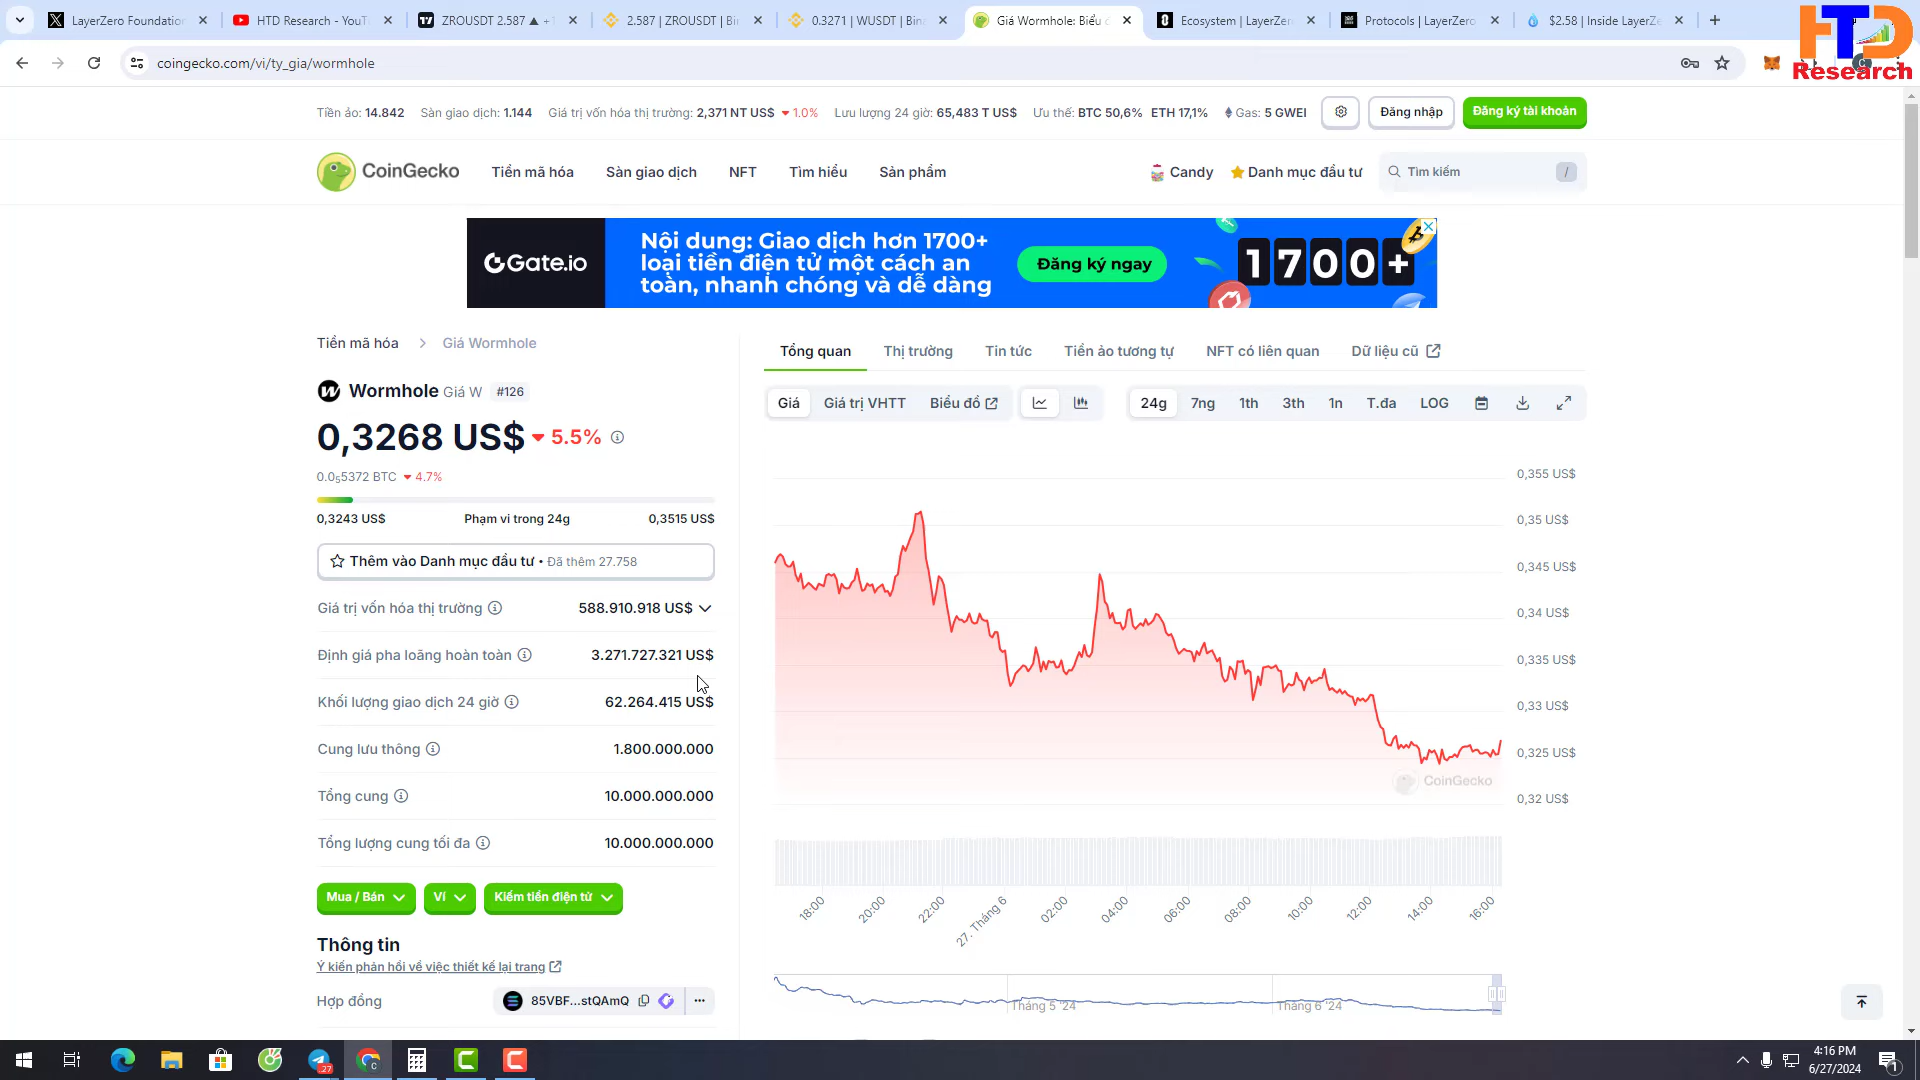 LayerZero Foundation
HTD Research - YouT
ZROUSDT 2.587 ▲ +
2.587 | ZROUSDT | Bi
0.3271 | WUSDT | Bin
Giá Wormhole: Biểu
Ecosystem | LayerZer
Protocols | LayerZero
$2.58 | Inside LayerZe
HTD
Research
coingecko.com/vi/ty_gia/wormhole
Tiền ảo: 14.842 Sàn giao dịch: 1.144 Giá trị vốn hóa thị trường: 2,371 NT US$ ▼ 1.0% Lưu lượng 24 giờ: 65,483 T US$ Ưu thế: BTC 50,6% ETH 17,1% Gas: 5 GWEI
Đăng nhập
Đăng ký tài khoản
CoinGecko
Tiền mã hóa Sàn giao dịch NFT Tìm hiểu Sản phẩm
Candy Danh mục đầu tư
Tìm kiếm /
Gate.io
Nội dung: Giao dịch hơn 1700+
loại tiền điện tử một cách an
toàn, nhanh chóng và dễ dàng
Đăng ký ngay
1700+
Tiền mã hóa > Giá Wormhole
Wormhole Giá W #126
0,3268 US$ ▼ 5.5%
0.0₅5372 BTC ▼ 4.7%
0,3243 US$ Phạm vi trong 24g 0,3515 US$
Thêm vào Danh mục đầu tư • Đã thêm 27.758
Giá trị vốn hóa thị trường 588.910.918 US$
Định giá pha loãng hoàn toàn 3.271.727.321 US$
Khối lượng giao dịch 24 giờ 62.264.415 US$
Cung lưu thông 1.800.000.000
Tổng cung 10.000.000.000
Tổng lượng cung tối đa 10.000.000.000
Mua / Bán Ví Kiếm tiền điện tử
Thông tin
Ý kiến phản hồi về việc thiết kế lại trang
Hợp đồng 85VBF...stQAmQ
Tổng quan Thị trường Tin tức Tiền ảo tương tự NFT có liên quan Dữ liệu cũ
Giá Giá trị VHTT Biểu đồ
24g 7ng 1th 3th 1n T.đa LOG
0,355 US$
0,35 US$
0,345 US$
0,34 US$
0,335 US$
0,33 US$
0,325 US$
0,32 US$
CoinGecko
18:00 20:00 22:00 27. Tháng 6 02:00 04:00 06:00 08:00 10:00 12:00 14:00 16:00
Tháng 5 '24 Tháng 6 '24
27
4:16 PM
6/27/2024
1